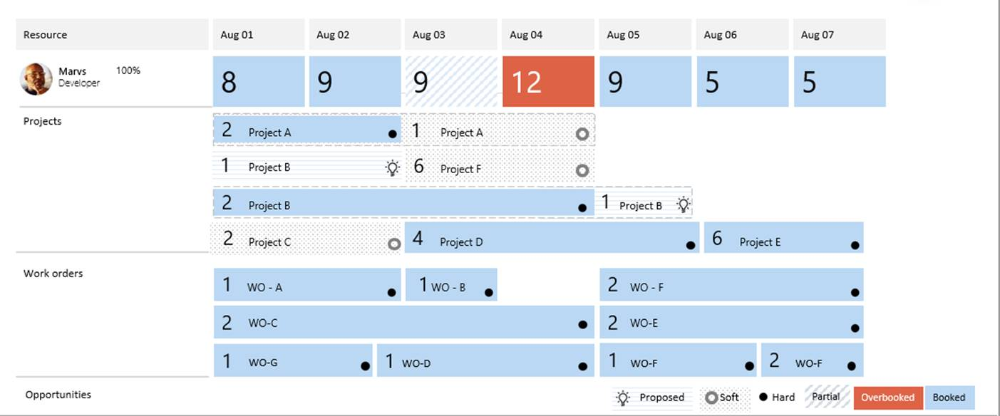 Resource Aug 01 Aug 02 Aug 03 Aug 04 Aug 05 Aug 06 Aug 07
Marvs 100%
Developer
8 9 9 12 9 5 5
Projects
2 Project A 1 Project A
1 Project B 6 Project F
2 Project B 1 Project B
2 Project C 4 Project D 6 Project E
Work orders
1 WO - A 1 WO - B 2 WO - F
2 WO-C 2 WO-E
1 WO-G 1 WO-D 1 WO-F 2 WO-F
Opportunities
Proposed Soft Hard Partial Overbooked Booked